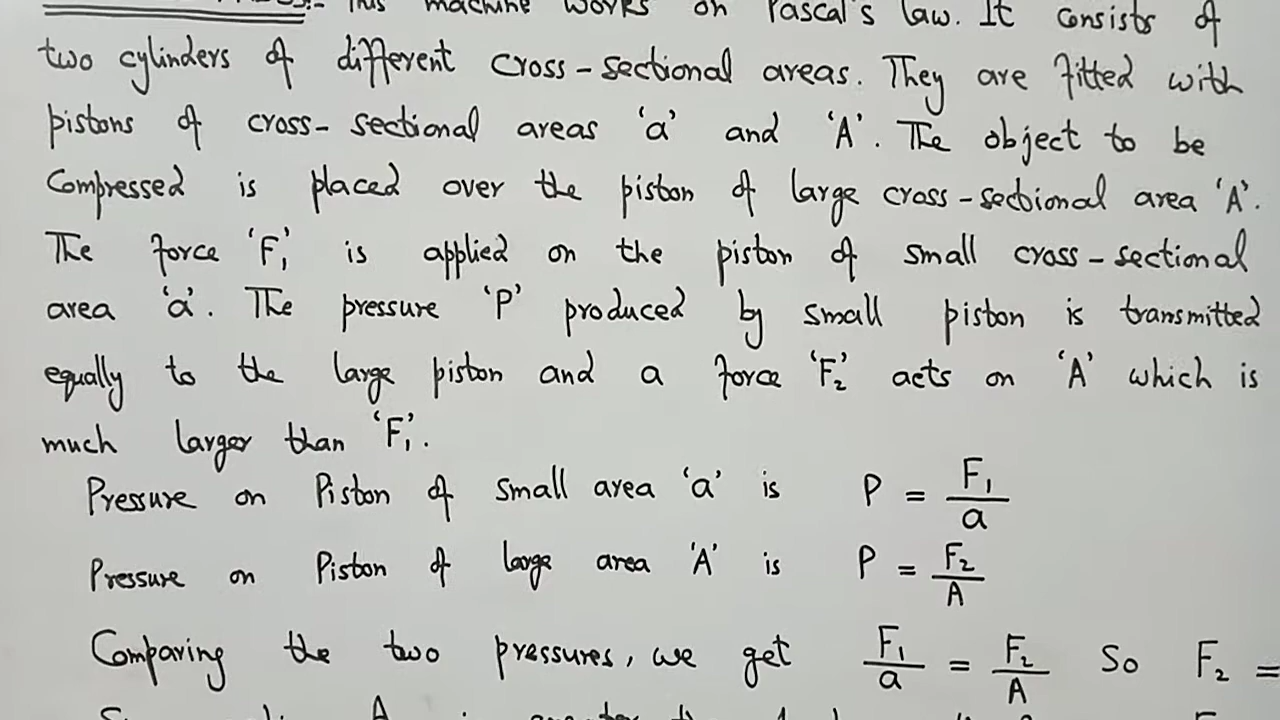 This machine works on Pascal's law. It consists of
two cylinders of different cross-sectional areas. They are fitted with
pistons of cross-sectional areas 'a' and 'A'. The object to be
Compressed is placed over the piston of large cross-sectional area 'A'.
The force 'F₁' is applied on the piston of small cross-sectional
area 'a'. The pressure 'P' produced by small piston is transmitted
equally to the large piston and a force 'F₂' acts on 'A' which is
much larger than 'F₁'.
Pressure on Piston of small area 'a' is P = F₁/a
Pressure on Piston of large area 'A' is P = F₂/A
Comparing the two pressures, we get F₁/a = F₂/A So F₂ =